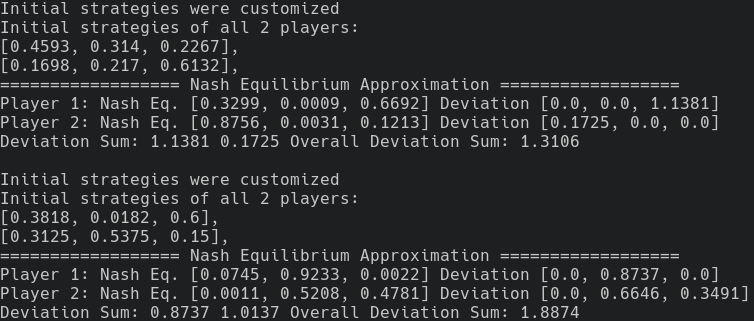 Initial strategies were customized
Initial strategies of all 2 players:
[0.4593, 0.314, 0.2267],
[0.1698, 0.217, 0.6132],
================== Nash Equilibrium Approximation ==================
Player 1: Nash Eq. [0.3299, 0.0009, 0.6692] Deviation [0.0, 0.0, 1.1381]
Player 2: Nash Eq. [0.8756, 0.0031, 0.1213] Deviation [0.1725, 0.0, 0.0]
Deviation Sum: 1.1381 0.1725 Overall Deviation Sum: 1.3106

Initial strategies were customized
Initial strategies of all 2 players:
[0.3818, 0.0182, 0.6],
[0.3125, 0.5375, 0.15],
================== Nash Equilibrium Approximation ==================
Player 1: Nash Eq. [0.0745, 0.9233, 0.0022] Deviation [0.0, 0.8737, 0.0]
Player 2: Nash Eq. [0.0011, 0.5208, 0.4781] Deviation [0.0, 0.6646, 0.3491]
Deviation Sum: 0.8737 1.0137 Overall Deviation Sum: 1.8874